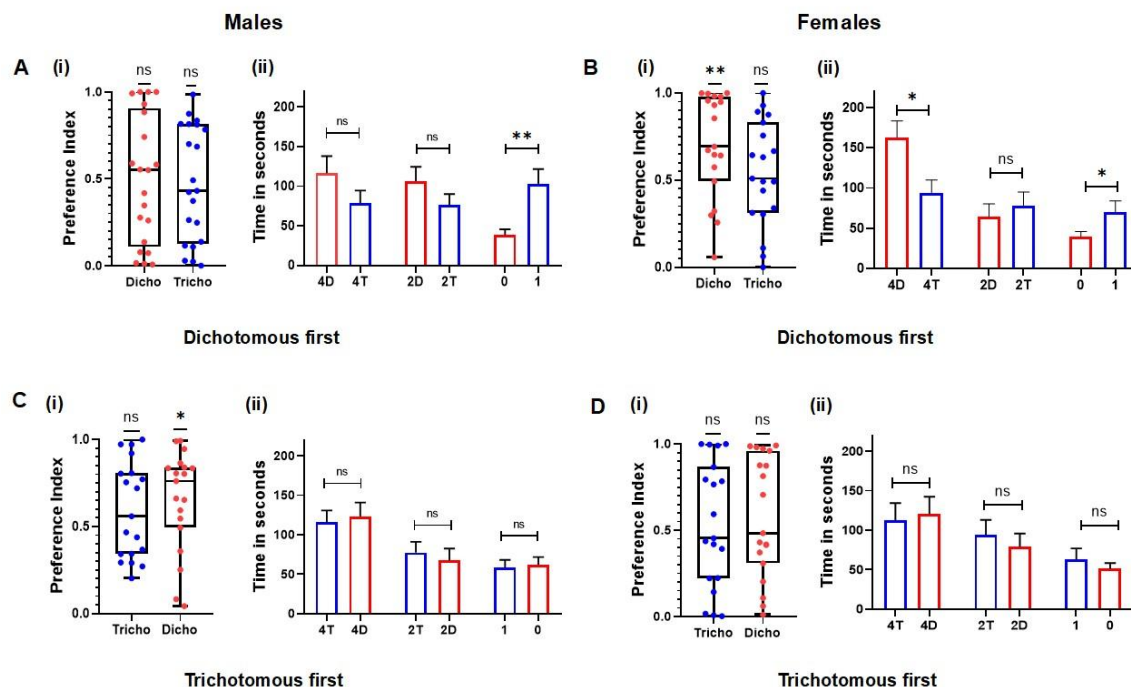 Males
Females
A
(i)
(ii)
ns
ns
Preference Index
1.0
0.5
0.0
Dicho
Tricho
Time in seconds
200
150
100
50
0
ns
ns
**
4D
4T
2D
2T
0
1
Dichotomous first
B
(i)
(ii)
**
ns
Preference Index
1.0
0.5
0.0
Dicho
Tricho
Time in seconds
200
150
100
50
0
*
ns
*
4D
4T
2D
2T
0
1
Dichotomous first
C
(i)
(ii)
ns
*
Preference Index
1.0
0.5
0.0
Tricho
Dicho
Time in seconds
200
150
100
50
0
ns
ns
ns
4T
4D
2T
2D
1
0
Trichotomous first
D
(i)
(ii)
ns
ns
Preference Index
1.0
0.5
0.0
Tricho
Dicho
Time in seconds
200
150
100
50
0
ns
ns
ns
4T
4D
2T
2D
1
0
Trichotomous first